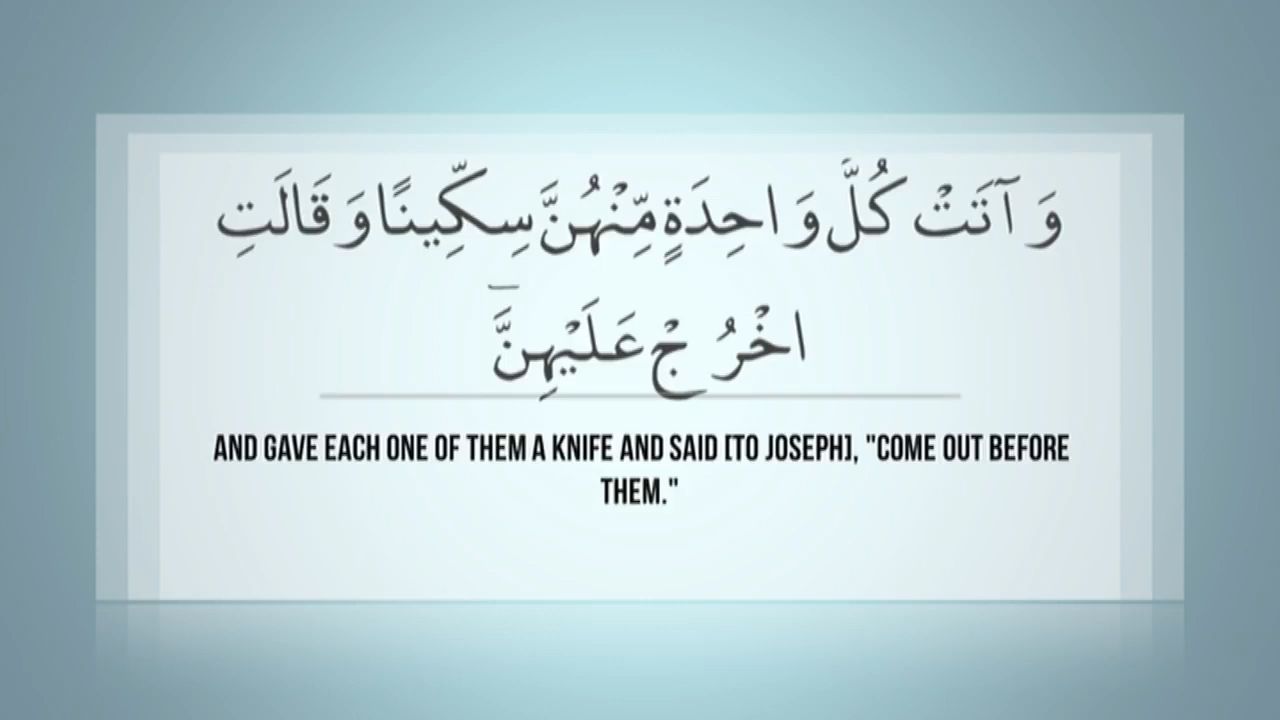 وَآتَتْ كُلَّ وَاحِدَةٍ مِّنْهُنَّ سِكِّينًا وَقَالَتِ
اخْرُجْ عَلَيْهِنَّ ۖ
AND GAVE EACH ONE OF THEM A KNIFE AND SAID [TO JOSEPH], "COME OUT BEFORE
THEM."